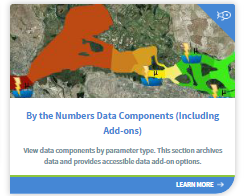 By the Numbers Data Components (Including
Add-ons)
View data components by parameter type. This section archives
data and provides accessible data add-option options.
LEARN MORE